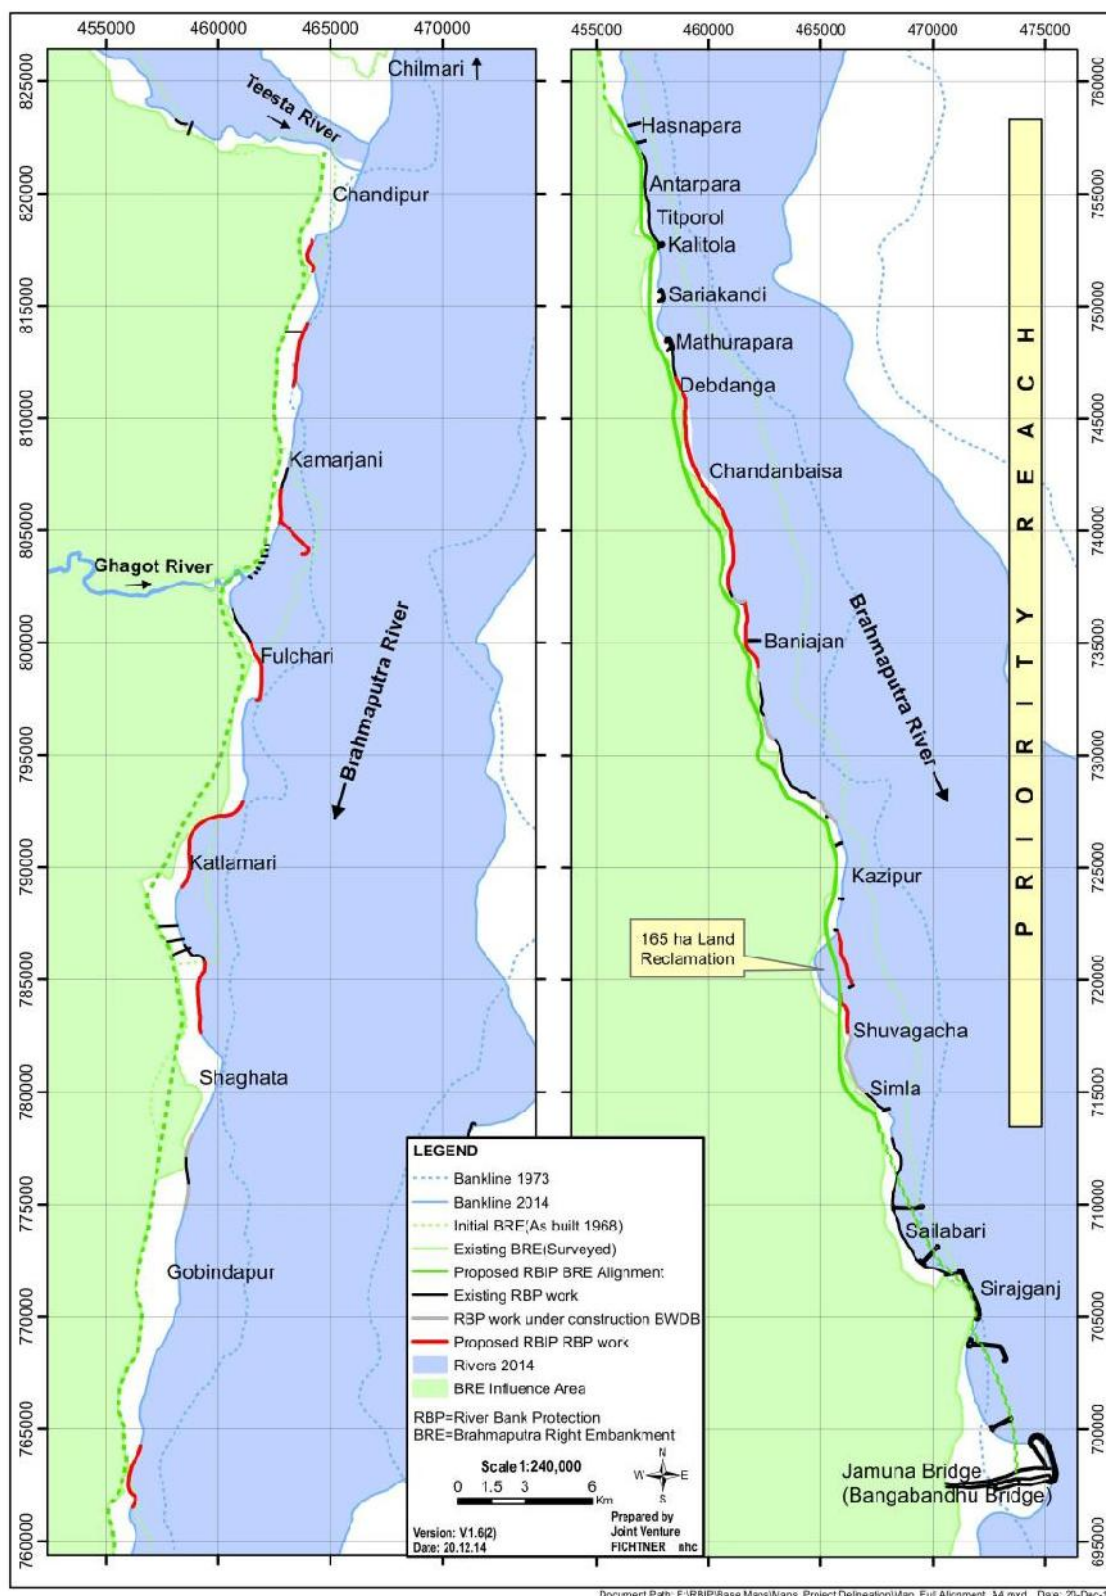 455000
460000
465000
470000
455000
460000
465000
470000
475000
825000
820000
815000
810000
805000
800000
795000
790000
785000
780000
775000
770000
765000
760000
Chilmari
Teesta River
Chandipur
Kamarjani
Ghagot River
Fulchari
Brahmaputra River
Katlamari
Shaghata
Gobindapur
760000
755000
750000
745000
740000
735000
730000
725000
720000
715000
710000
705000
700000
695000
Hasnapara
Antarpara
Titporol
Kalitola
Sariakandi
Mathurapara
Debdanga
Chandanbaisa
Baniajan
Brahmaputra River
Kazipur
165 ha Land
Reclamation
Shuvagacha
Simla
Sailabari
Sirajganj
Jamuna Bridge
(Bangabandhu Bridge)
PRIORITY REACH
LEGEND
Bankline 1973
Bankline 2014
Initial BRE(As built 1968)
Existing BRE(Surveyed)
Proposed RBIP BRE Alignment
Existing RBP work
RBP work under construction BWDB
Proposed RBIP RBP work
Rivers 2014
BRE Influence Area
RBP=River Bank Protection
BRE=Brahmaputra Right Embankment
Scale 1:240,000
0 1.5 3 6
Km
N
W E
S
Version: V.1.6(2)
Date: 20.12.14
Prepared by
Joint Venture
FICHTNER nhc